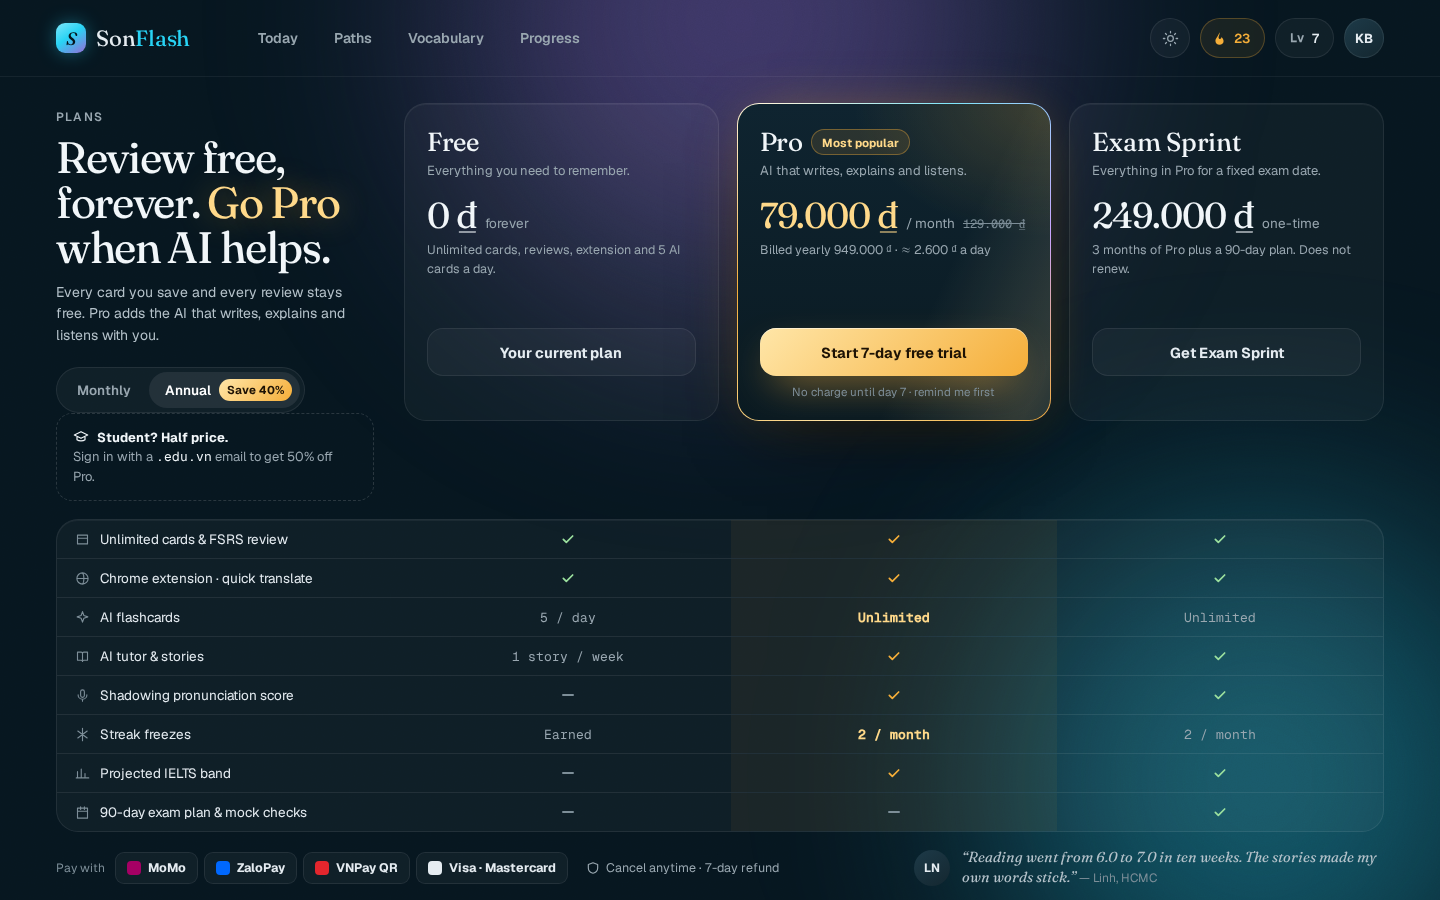 S SonFlash Today Paths Vocabulary Progress 23 Lv 7 KB
PLANS
Review free,
forever. Go Pro
when AI helps.
Every card you save and every review stays
free. Pro adds the AI that writes, explains and
listens with you.
Monthly Annual Save 40%
Student? Half price.
Sign in with a .edu.vn email to get 50% off
Pro.
Free
Everything you need to remember.
0 ₫ forever
Unlimited cards, reviews, extension and 5 AI
cards a day.
Your current plan
Pro Most popular
AI that writes, explains and listens.
79.000 ₫ / month 129.000 ₫
Billed yearly 949.000 ₫ · ≈ 2.600 ₫ a day
Start 7-day free trial
No charge until day 7 · remind me first
Exam Sprint
Everything in Pro for a fixed exam date.
249.000 ₫ one-time
3 months of Pro plus a 90-day plan. Does not
renew.
Get Exam Sprint
Unlimited cards & FSRS review
Chrome extension · quick translate
AI flashcards 5 / day Unlimited Unlimited
AI tutor & stories 1 story / week
Shadowing pronunciation score —
Streak freezes Earned 2 / month 2 / month
Projected IELTS band —
90-day exam plan & mock checks — —
Pay with MoMo ZaloPay VNPay QR Visa · Mastercard Cancel anytime · 7-day refund
LN “Reading went from 6.0 to 7.0 in ten weeks. The stories made my
own words stick.” — Linh, HCMC